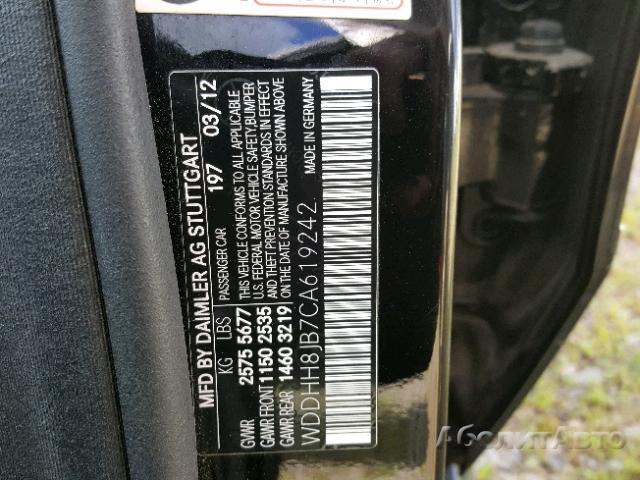 MFD BY DAIMLER AG STUTTGART
197 03/12
PASSENGER CAR
KG LBS
GVWR 2575 5677
GAWR FRONT 1150 2535
GAWR REAR 1460 3219
THIS VEHICLE CONFORMS TO ALL APPLICABLE
U.S. FEDERAL MOTOR VEHICLE SAFETY,BUMPER
AND THEFT PREVENTION STANDARDS IN EFFECT
ON THE DATE OF MANUFACTURE SHOWN ABOVE
WDDHH8JB7CA619242
MADE IN GERMANY
АБОЛИТАВТО